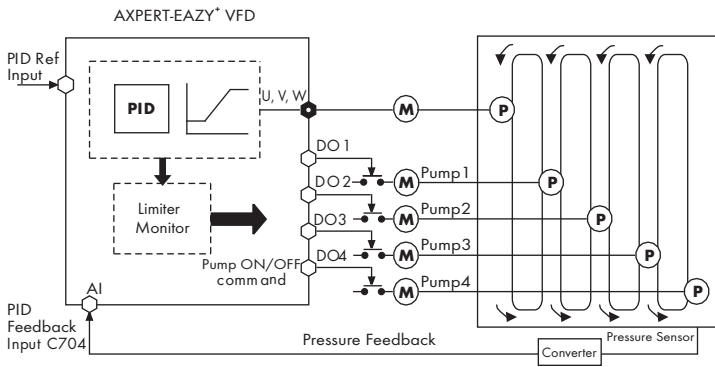 AXPERT-EAZY+ VFD
PID Ref
Input
PID
U, V, W
M
P
DO 1
DO 2
M
Pump1
P
Limiter
Monitor
DO3
M
Pump2
P
Pump ON/OFF
command
DO4
M
Pump3
P
M
Pump4
P
AI
PID
Feedback
Input C704
Pressure Feedback
Converter
Pressure Sensor